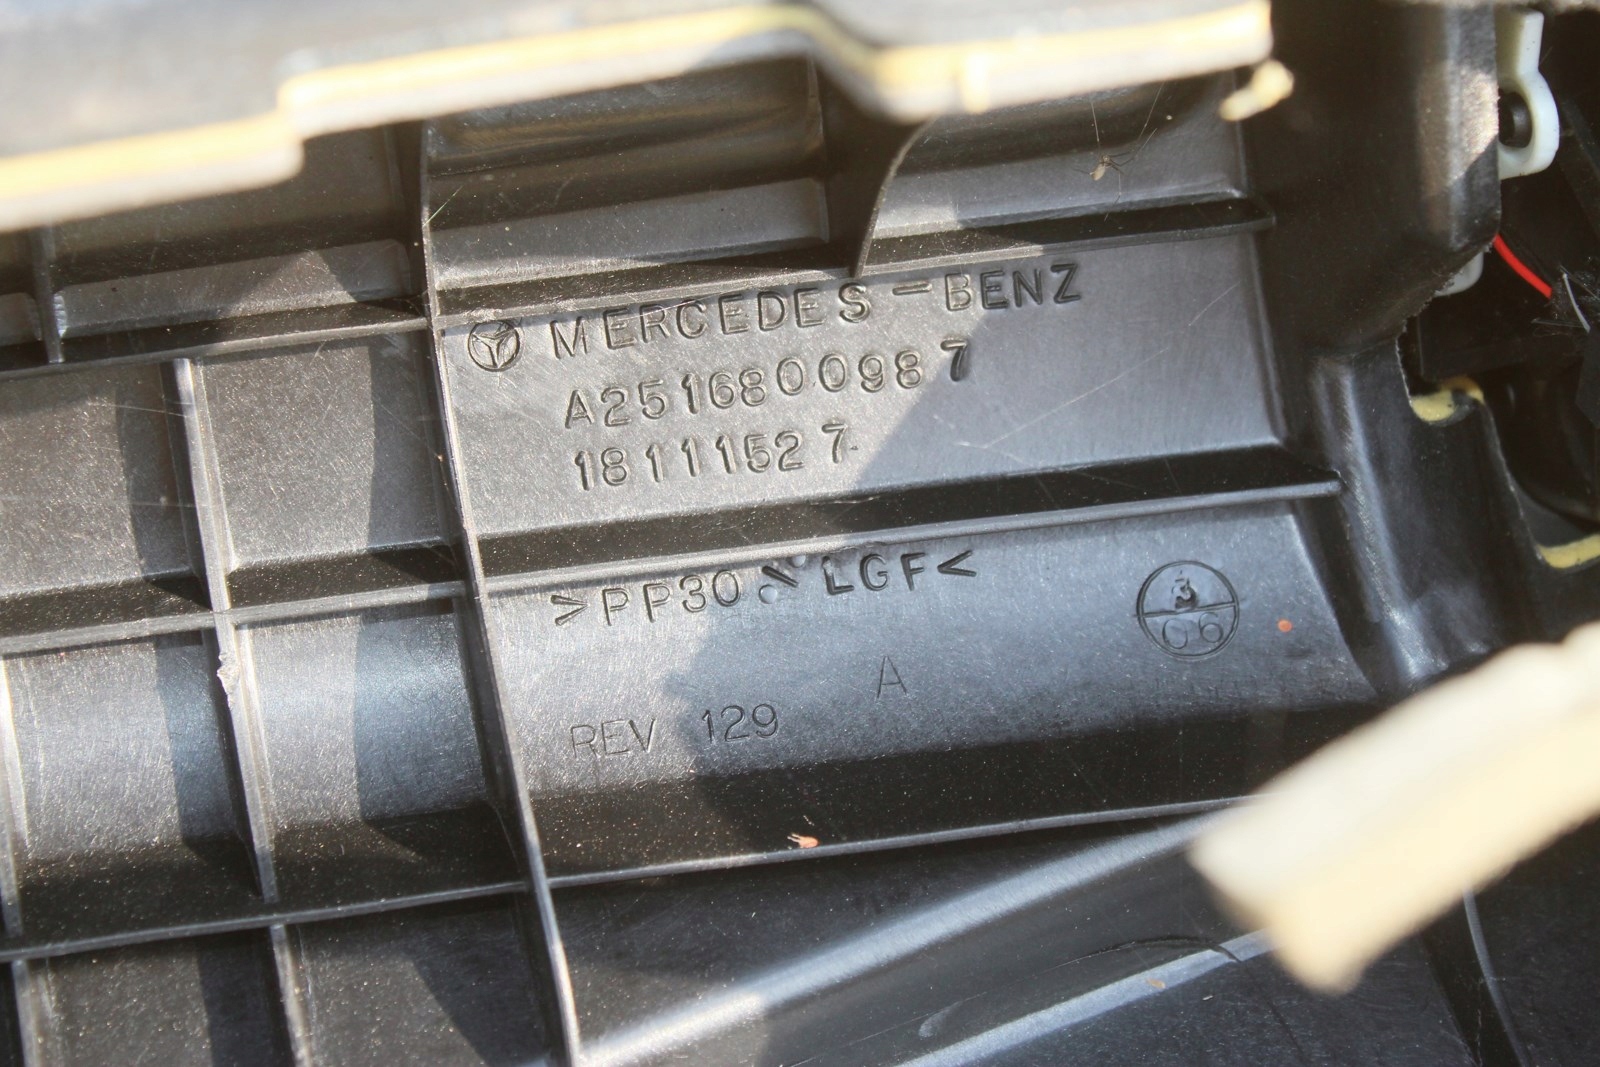 MERCEDES-BENZ
A2516800987
18111527
>PP30 > LGF<
3
06
A
REV 129